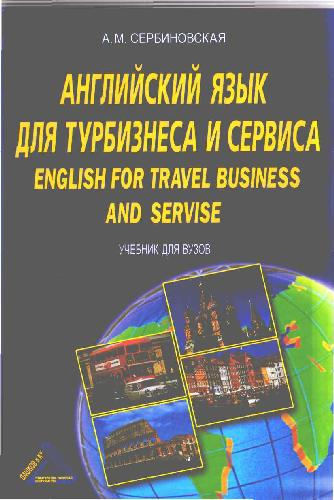 А.М. СЕРБИНОВСКАЯ
АНГЛИЙСКИЙ ЯЗЫК
ДЛЯ ТУРБИЗНЕСА И СЕРВИСА
ENGLISH FOR TRAVEL BUSINESS
AND SERVISE
УЧЕБНИК ДЛЯ ВУЗОВ